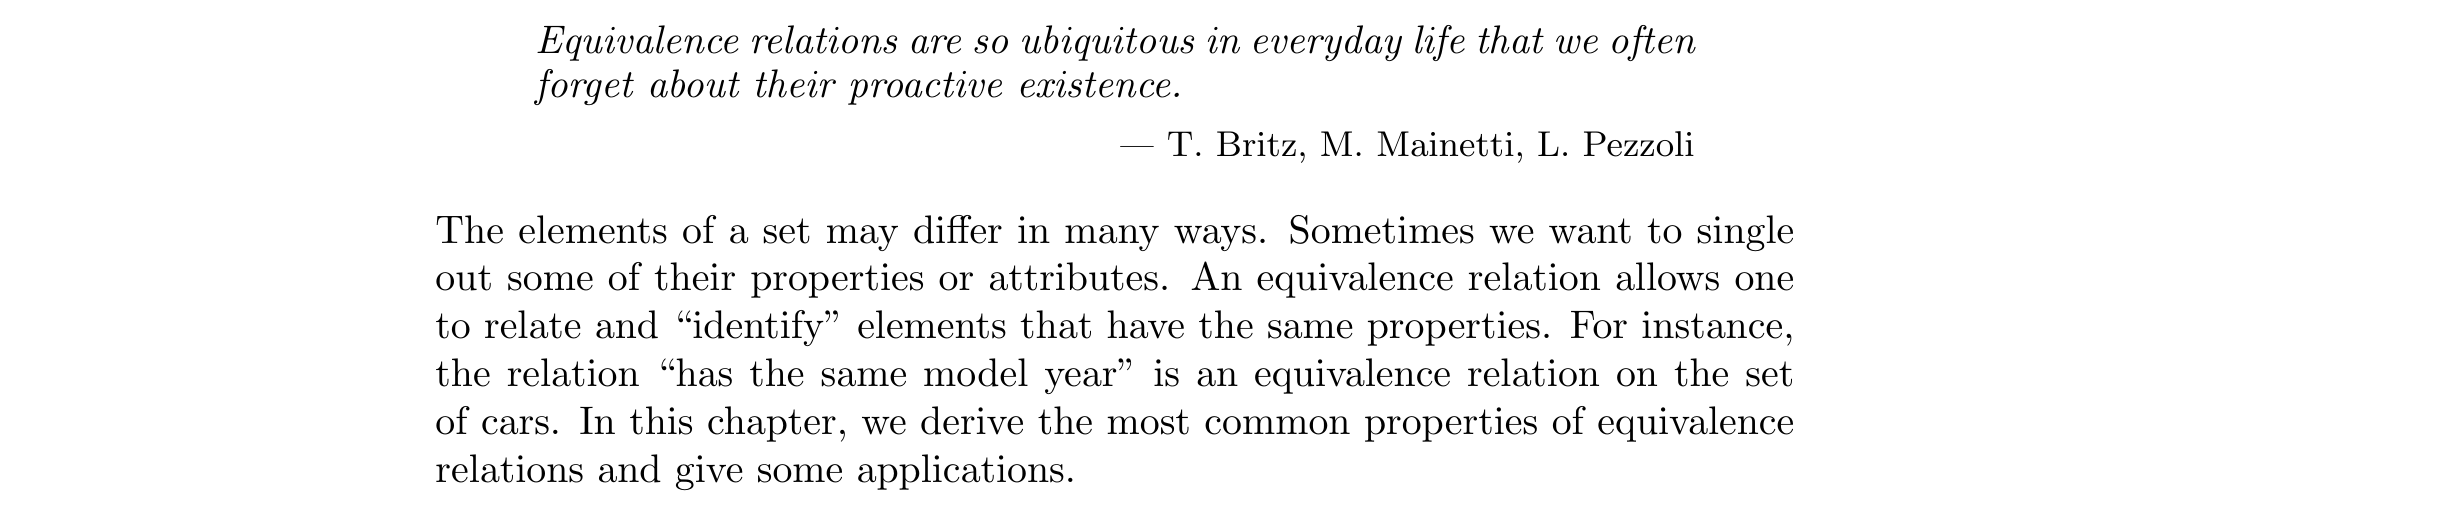 Equivalence relations are so ubiquitous in everyday life that we often
forget about their proactive existence.
— T. Britz, M. Mainetti, L. Pezzoli
The elements of a set may differ in many ways. Sometimes we want to single
out some of their properties or attributes. An equivalence relation allows one
to relate and “identify” elements that have the same properties. For instance,
the relation “has the same model year” is an equivalence relation on the set
of cars. In this chapter, we derive the most common properties of equivalence
relations and give some applications.